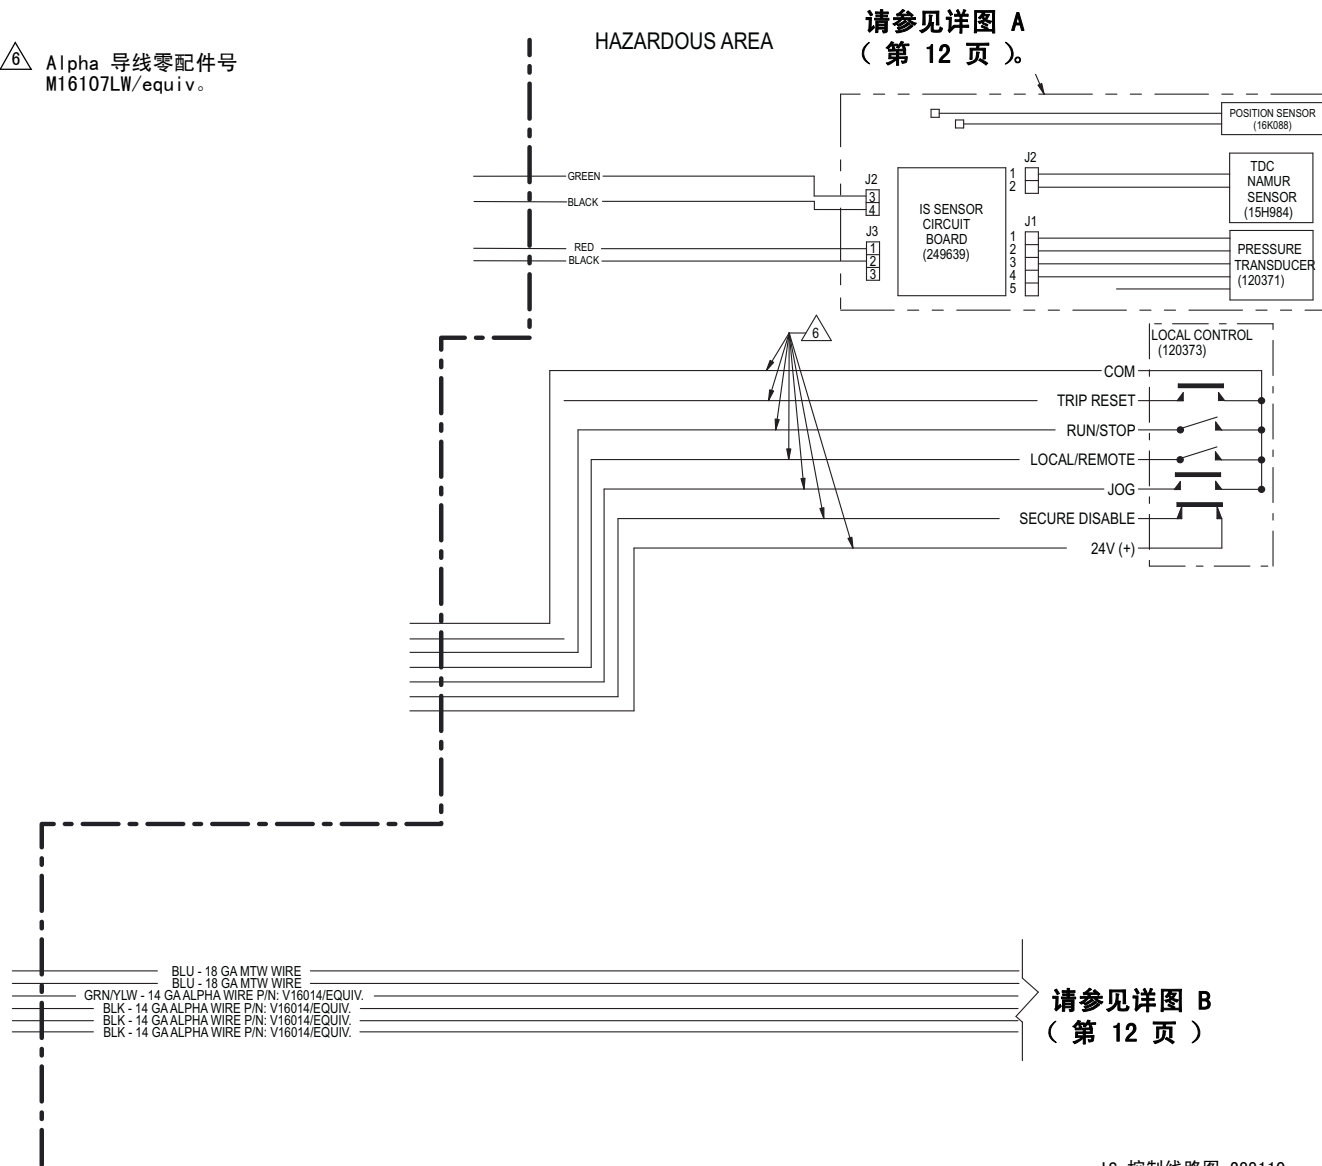 请参见详图 A
HAZARDOUS AREA
( 第 12 页 )。
6 Alpha 导线零配件号
M16107LW/equiv。
POSITION SENSOR
(16K088)
GREEN
BLACK
RED
BLACK
J2
3
4
J3
1
2
3
IS SENSOR
CIRCUIT
BOARD
(249639)
J2
1
2
J1
1
2
3
4
5
TDC
NAMUR
SENSOR
(15H984)
PRESSURE
TRANSDUCER
(120371)
6
LOCAL CONTROL
(120373)
COM
TRIP RESET
RUN/STOP
LOCAL/REMOTE
JOG
SECURE DISABLE
24V (+)
BLU - 18 GA MTW WIRE
BLU - 18 GA MTW WIRE
GRN/YLW - 14 GA ALPHA WIRE P/N: V16014/EQUIV.
BLK - 14 GA ALPHA WIRE P/N: V16014/EQUIV.
BLK - 14 GA ALPHA WIRE P/N: V16014/EQUIV.
BLK - 14 GA ALPHA WIRE P/N: V16014/EQUIV.
请参见详图 B
( 第 12 页 )